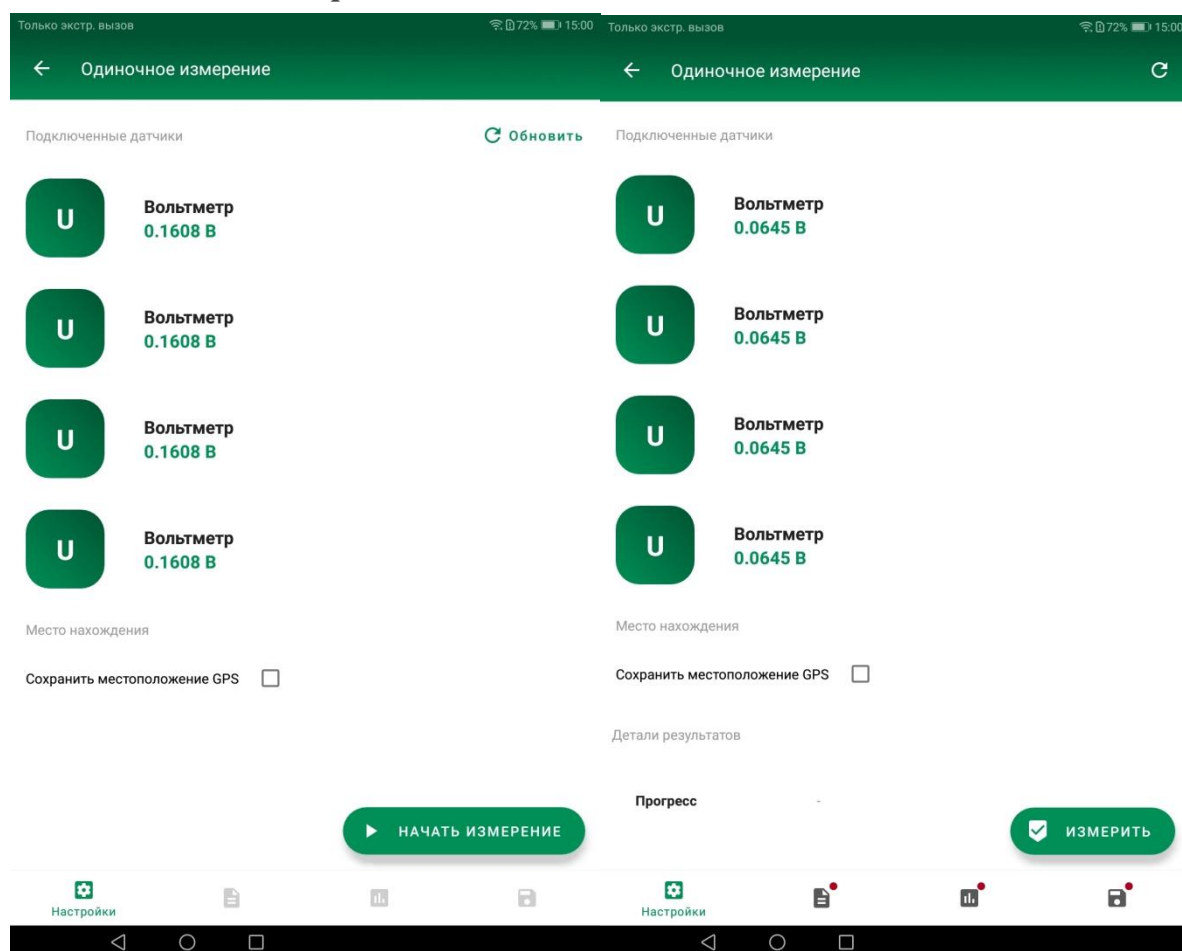 Только экстр. вызов 72% 15:00
Одиночное измерение
Подключенные датчики
Обновить
U
Вольтметр
0.1608 В
U
Вольтметр
0.1608 В
U
Вольтметр
0.1608 В
U
Вольтметр
0.1608 В
Место нахождения
Сохранить местоположение GPS
НАЧАТЬ ИЗМЕРЕНИЕ
Настройки
Только экстр. вызов 72% 15:00
Одиночное измерение
Подключенные датчики
U
Вольтметр
0.0645 В
U
Вольтметр
0.0645 В
U
Вольтметр
0.0645 В
U
Вольтметр
0.0645 В
Место нахождения
Сохранить местоположение GPS
Детали результатов
Прогресс -
ИЗМЕРИТЬ
Настройки